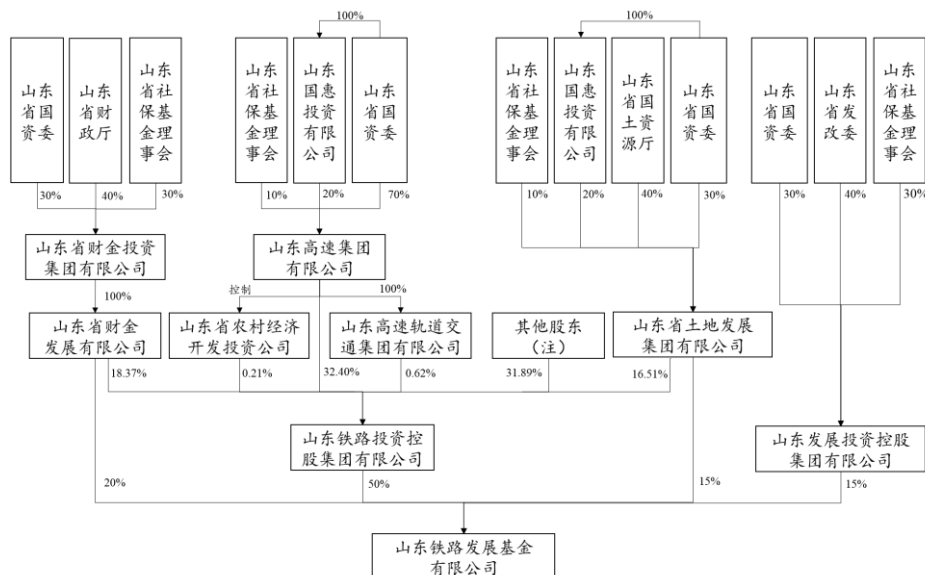 100%
100%
山东省国资委
山东省财政厅
山东省社保基金理事会
山东省社保基金理事会
山东国惠投资有限公司
山东省国资委
山东省社保基金理事会
山东国惠投资有限公司
山东省国土资源厅
山东省国资委
山东省国资委
山东省发改委
山东省社保基金理事会
30%
40%
30%
10%
20%
70%
10%
20%
40%
30%
30%
40%
30%
山东省财金投资
集团有限公司
山东高速集团
有限公司
100%
控制
100%
山东省财金
发展有限公司
山东省农村经济
开发投资公司
山东高速轨道交
通集团有限公司
其他股东
（注）
山东省土地发展
集团有限公司
18.37%
0.21%
32.40%
0.62%
31.89%
16.51%
山东铁路投资控
股集团有限公司
山东发展投资控股
集团有限公司
20%
50%
15%
15%
山东铁路发展基金
有限公司